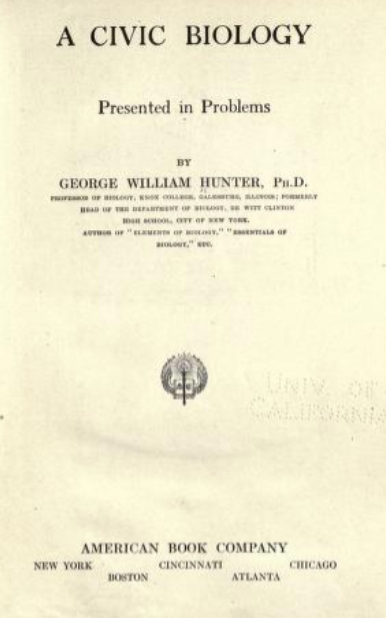 A CIVIC BIOLOGY
Presented in Problems
BY
GEORGE WILLIAM HUNTER, PH.D.
PROFESSOR OF BIOLOGY, KNOX COLLEGE, GALESBURG, ILLINOIS; FORMERLY
HEAD OF THE DEPARTMENT OF BIOLOGY, DE WITT CLINTON
HIGH SCHOOL, CITY OF NEW YORK.
AUTHOR OF "ELEMENTS OF BIOLOGY," "ESSENTIALS OF
BIOLOGY," ETC.
UNIV. OF
CALIFORNIA
AMERICAN BOOK COMPANY
NEW YORK CINCINNATI CHICAGO
BOSTON ATLANTA